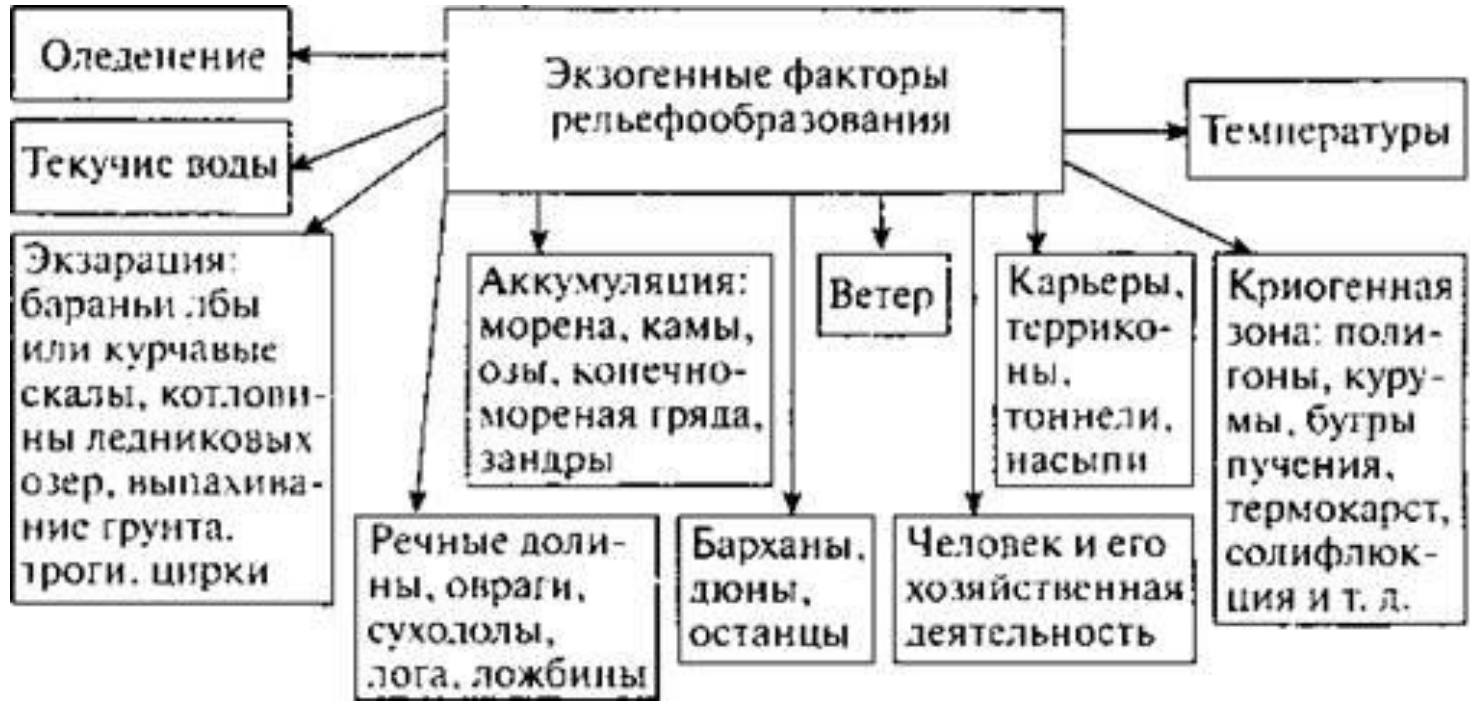 Оледенение
Экзогенные факторы
рельефообразования
Температуры
Текучие воды
Экзарация:
бараньи лбы
или курчавые
скалы, котлови-
ны ледниковых
озер, выпахива-
ние грунта,
троги, цирки
Аккумуляция:
морена, камы,
озы, конечно-
мореная гряда,
зандры
Ветер
Карьеры,
террико-
ны,
тоннели,
насыпи
Криогенная
зона: поли-
гоны, куру-
мы, бугры
пучения,
термокарст,
солифлюк-
ция и т. д.
Речные доли-
ны, овраги,
суходолы,
лога, ложбины
Барханы,
дюны,
останцы
Человек и его
хозяйственная
деятельность